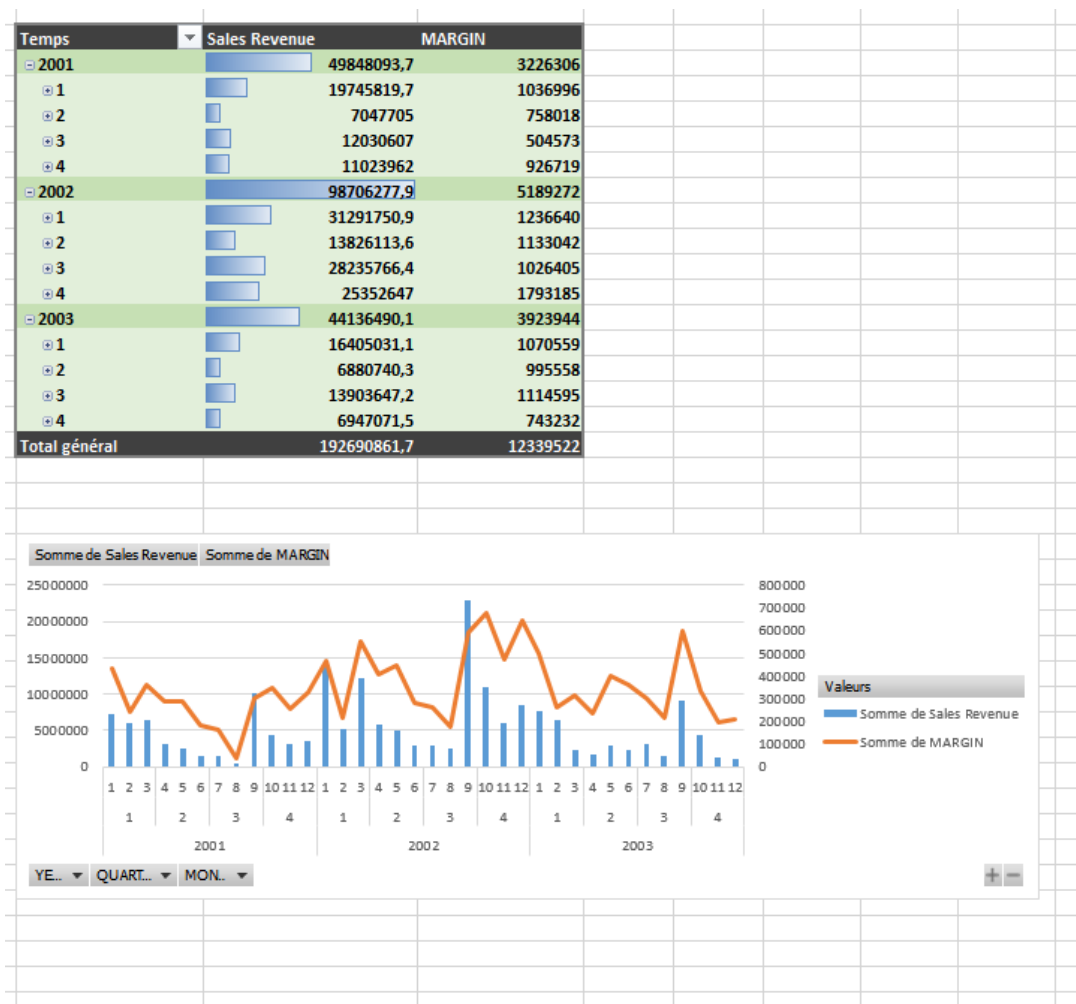 Temps Sales Revenue MARGIN
2001 49848093,7 3226306
1 19745819,7 1036996
2 7047705 758018
3 12030607 504573
4 11023962 926719
2002 98706277,9 5189272
1 31291750,9 1236640
2 13826113,6 1133042
3 28235766,4 1026405
4 25352647 1793185
2003 44136490,1 3923944
1 16405031,1 1070559
2 6880740,3 995558
3 13903647,2 1114595
4 6947071,5 743232
Total général 192690861,7 12339522
Somme de Sales Revenue Somme de MARGIN
25000000
20000000
15000000
10000000
5000000
0
800000
700000
600000
500000
400000
300000
200000
100000
0
Valeurs
Somme de Sales Revenue
Somme de MARGIN
1 2 3 4 5 6 7 8 9 10 11 12 1 2 3 4 5 6 7 8 9 10 11 12 1 2 3 4 5 6 7 8 9 10 11 12
1 2 3 4 1 2 3 4 1 2 3 4
2001 2002 2003
YE... QUART... MON..